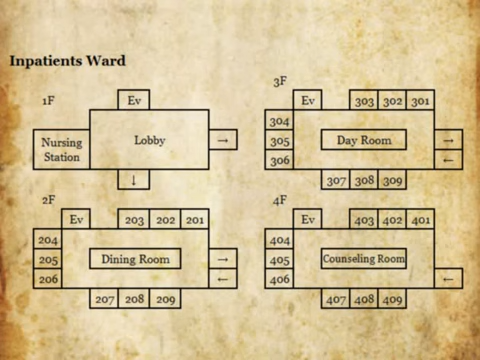 Inpatients Ward
1F
Ev
Nursing
Station
Lobby
→
↓
2F
Ev
203 202 201
204
205
206
Dining Room
→
←
207 208 209
3F
Ev
303 302 301
304
305
306
Day Room
→
←
307 308 309
4F
Ev
403 402 401
404
405
406
Counseling Room
←
407 408 409